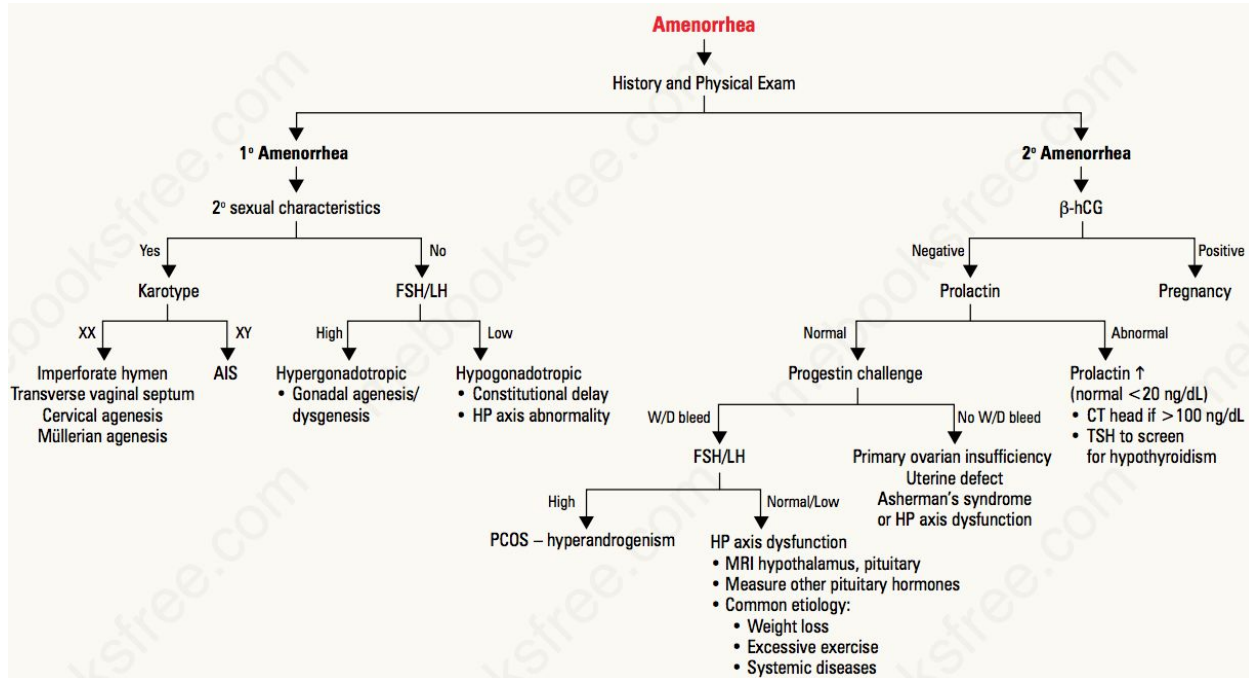 Amenorrhea
History and Physical Exam
1° Amenorrhea
2° Amenorrhea
2° sexual characteristics
β-hCG
Yes
No
Negative
Positive
Karotype
FSH/LH
Prolactin
Pregnancy
XX
XY
High
Low
Normal
Abnormal
Imperforate hymen
Transverse vaginal septum
Cervical agenesis
Müllerian agenesis
AIS
Hypergonadotropic
• Gonadal agenesis/
dysgenesis
Hypogonadotropic
• Constitutional delay
• HP axis abnormality
Progestin challenge
Prolactin ↑
(normal <20 ng/dL)
• CT head if >100 ng/dL
• TSH to screen
for hypothyroidism
W/D bleed
No W/D bleed
FSH/LH
Primary ovarian insufficiency
Uterine defect
Asherman's syndrome
or HP axis dysfunction
High
Normal/Low
PCOS – hyperandrogenism
HP axis dysfunction
• MRI hypothalamus, pituitary
• Measure other pituitary hormones
• Common etiology:
• Weight loss
• Excessive exercise
• Systemic diseases
mebooksfree.com